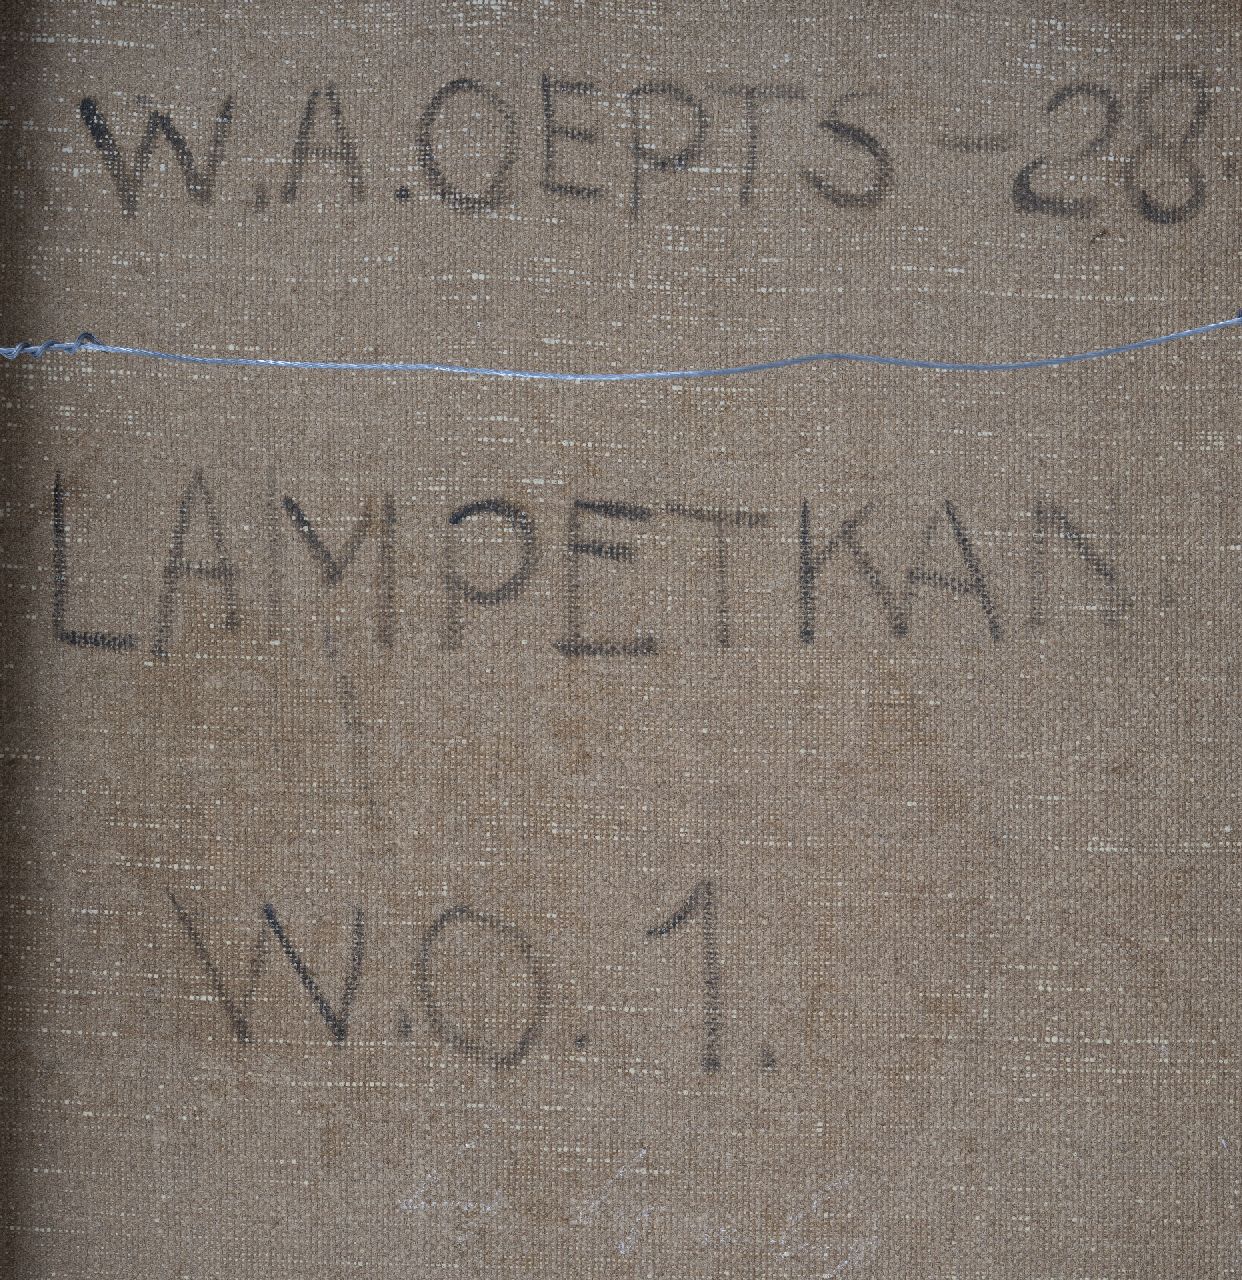 W.A.OEPTS - 28.
LAMPETKAN
W.O. 1.